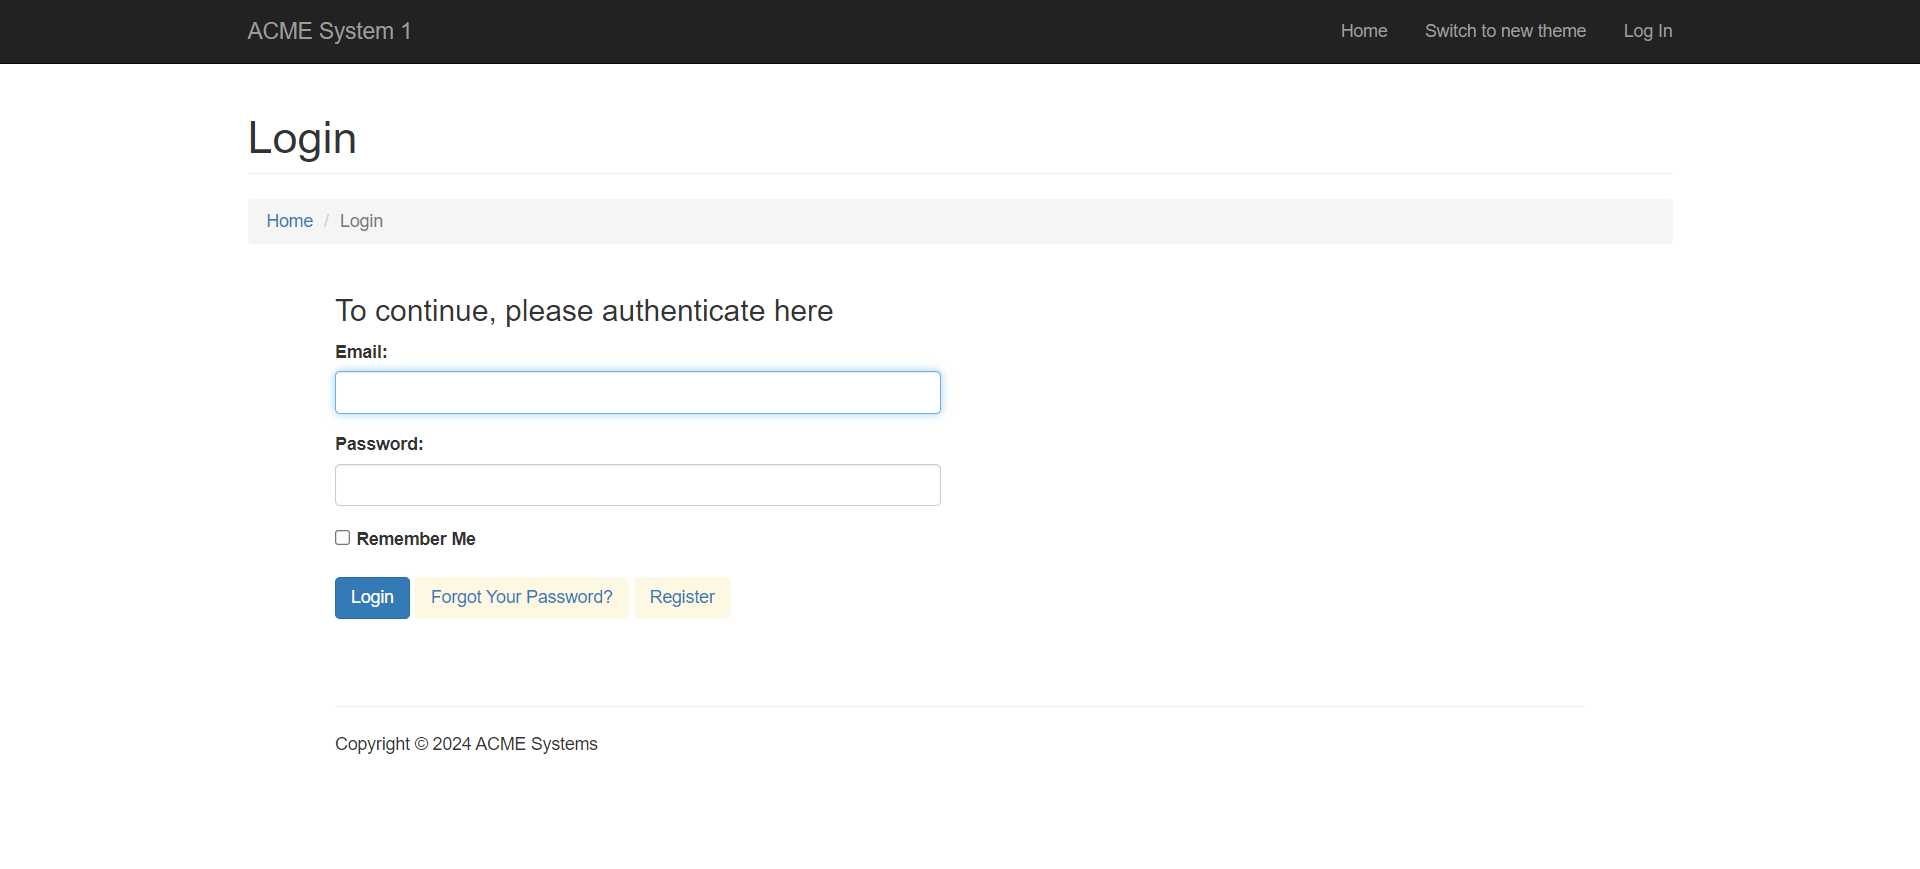 ACME System 1 Home Switch to new theme Log In
Login
Home / Login
To continue, please authenticate here
Email:
Password:
Remember Me
Login Forgot Your Password? Register
Copyright © 2024 ACME Systems